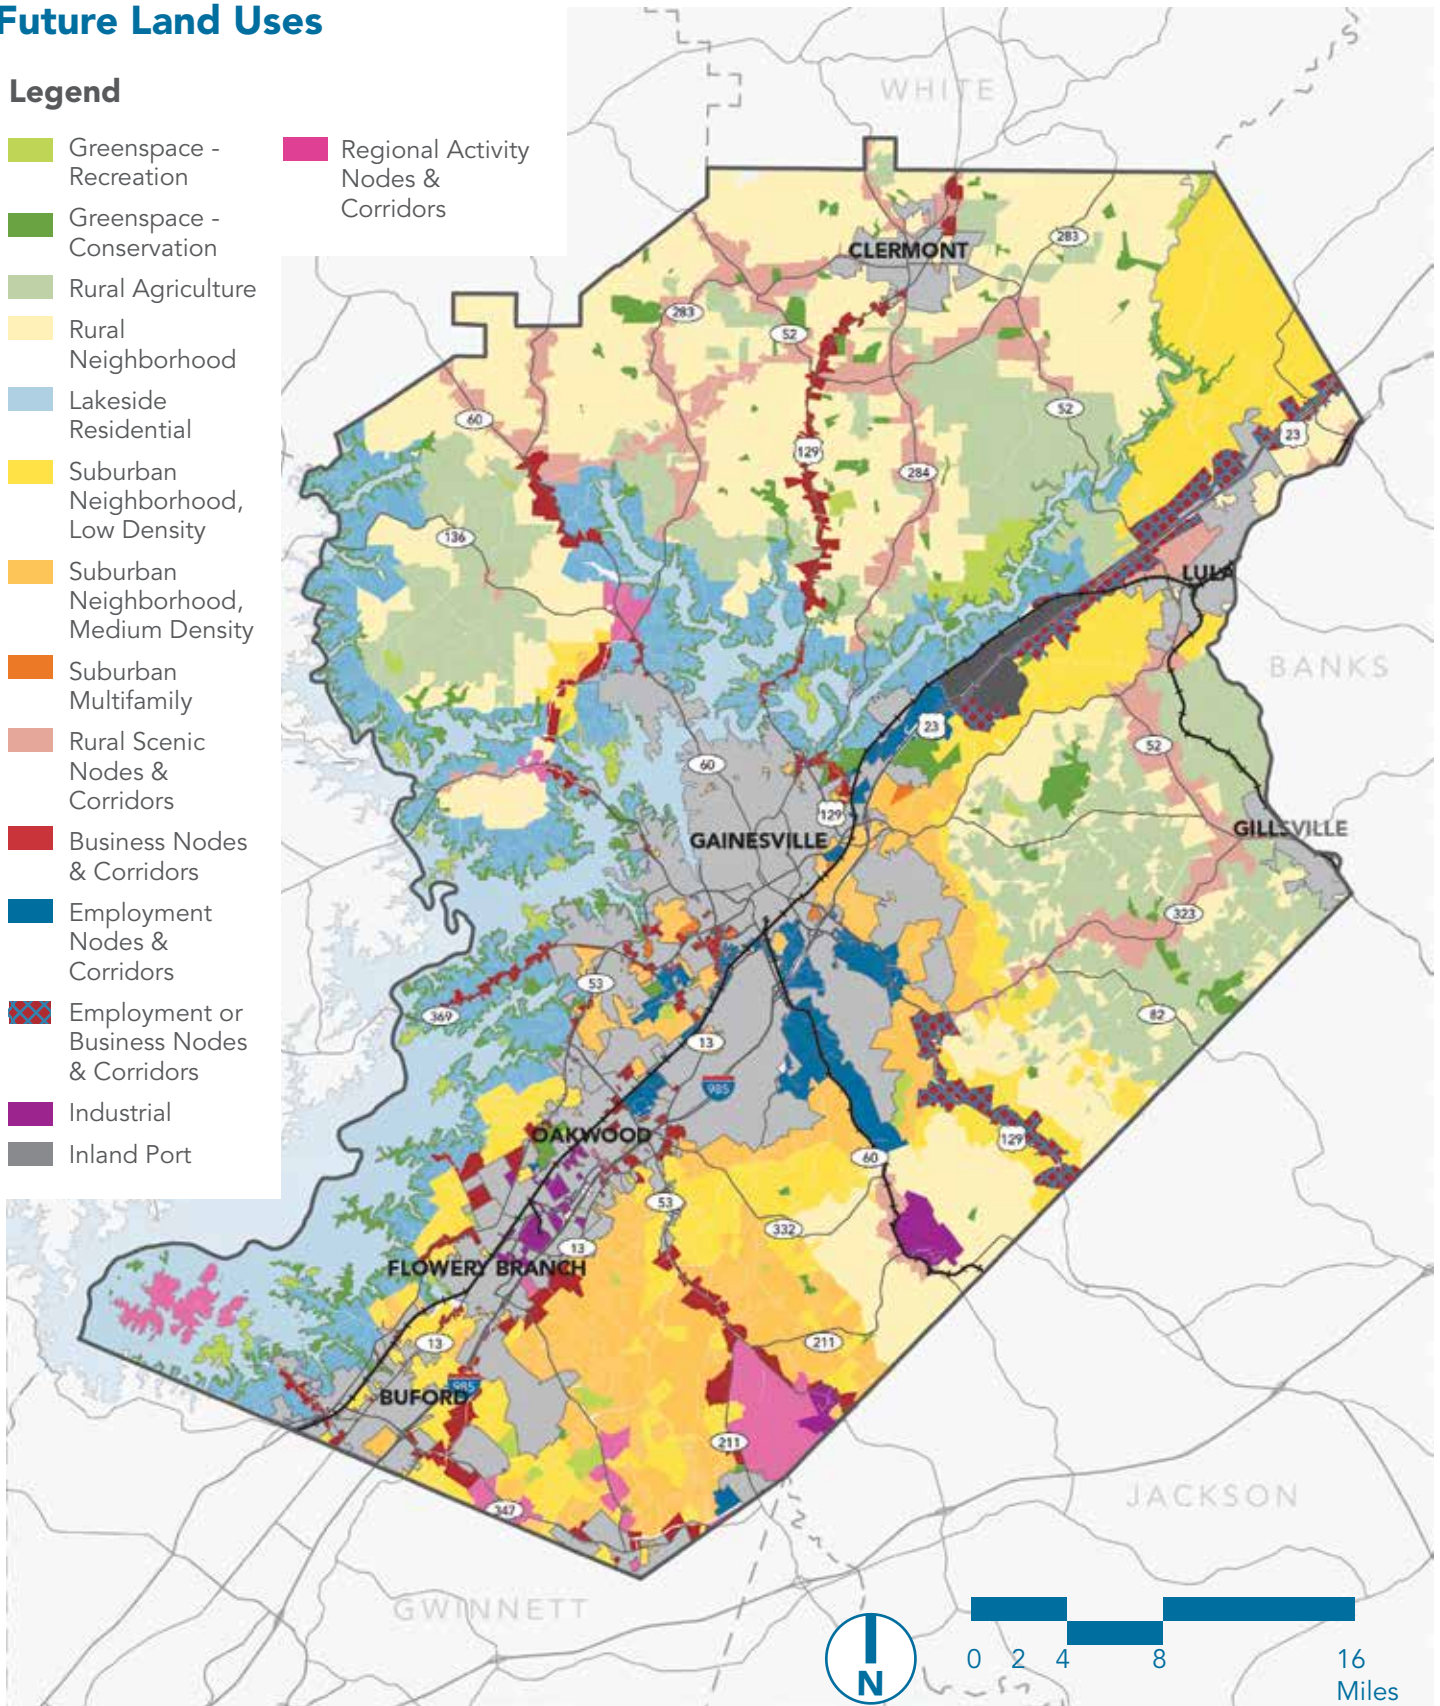 Future Land Uses
Legend
Greenspace -
Recreation
Greenspace -
Conservation
Rural Agriculture
Rural
Neighborhood
Lakeside
Residential
Suburban
Neighborhood,
Low Density
Suburban
Neighborhood,
Medium Density
Suburban
Multifamily
Rural Scenic
Nodes &
Corridors
Business Nodes
& Corridors
Employment
Nodes &
Corridors
Employment or
Business Nodes
& Corridors
Industrial
Inland Port
Regional Activity
Nodes &
Corridors
WHITE
283
CLERMONT
283
52
60
52
23
129
284
136
LULA
BANKS
23
52
60
129
GAINESVILLE
GILLSVILLE
323
53
369
82
13
985
OAKWOOD
129
60
53
332
13
FLOWERY BRANCH
13
211
985
BUFORD
211
347
JACKSON
GWINNETT
N
0 2 4 8 16
Miles